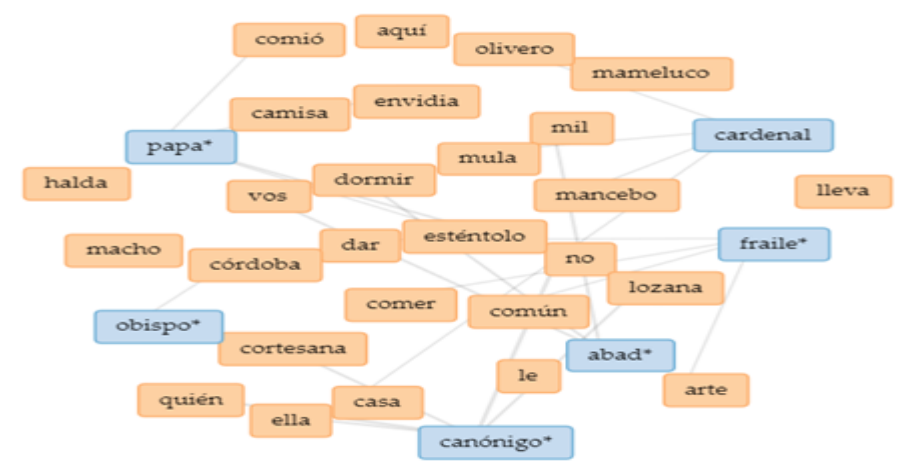 comió
aquí
olivero
mameluco
camisa
envidia
mil
cardenal
papa*
mula
halda
vos
dormir
mancebo
lleva
macho
córdoba
dar
esténtolo
no
fraile*
lozana
comer
común
obispo*
cortesana
abad*
le
arte
quién
casa
ella
canónigo*